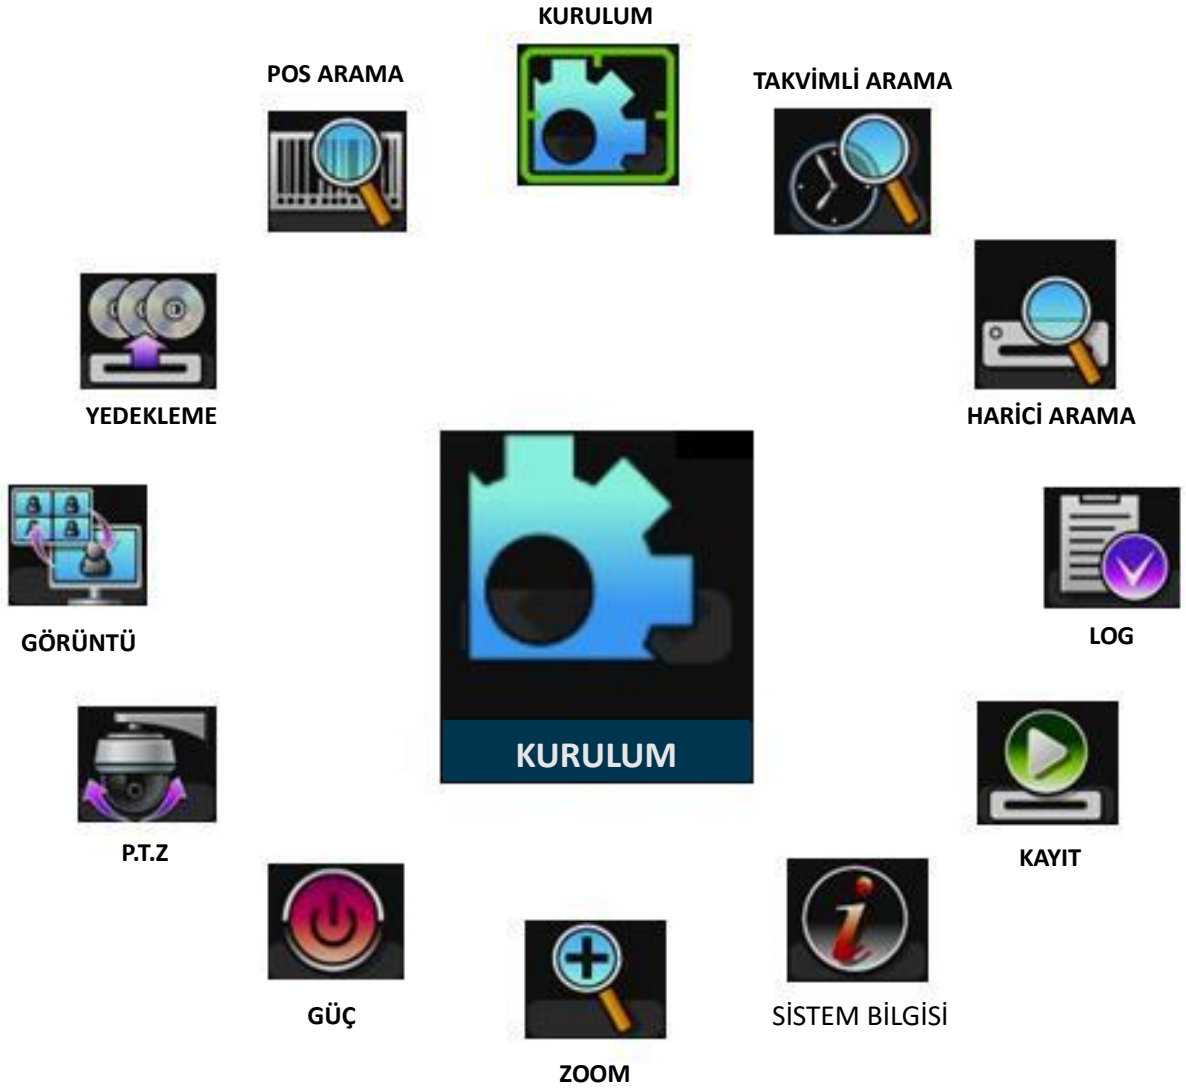 KURULUM
POS ARAMA
TAKVİMLİ ARAMA
YEDEKLEME
HARİCİ ARAMA
GÖRÜNTÜ
LOG
KURULUM
P.T.Z
KAYIT
GÜÇ
SİSTEM BİLGİSİ
ZOOM